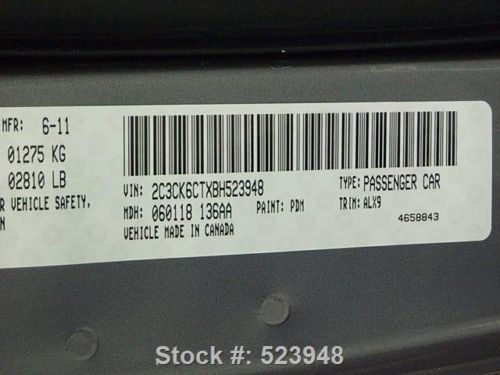 MFR: 6-11
01275 KG
02810 LB
R VEHICLE SAFETY,
N
VIN: 2C3CK6CTXBH523948 TYPE: PASSENGER CAR
MDH: 060118 136AA PAINT: PDM TRIM: ALX9
VEHICLE MADE IN CANADA 4658843
Stock #: 523948